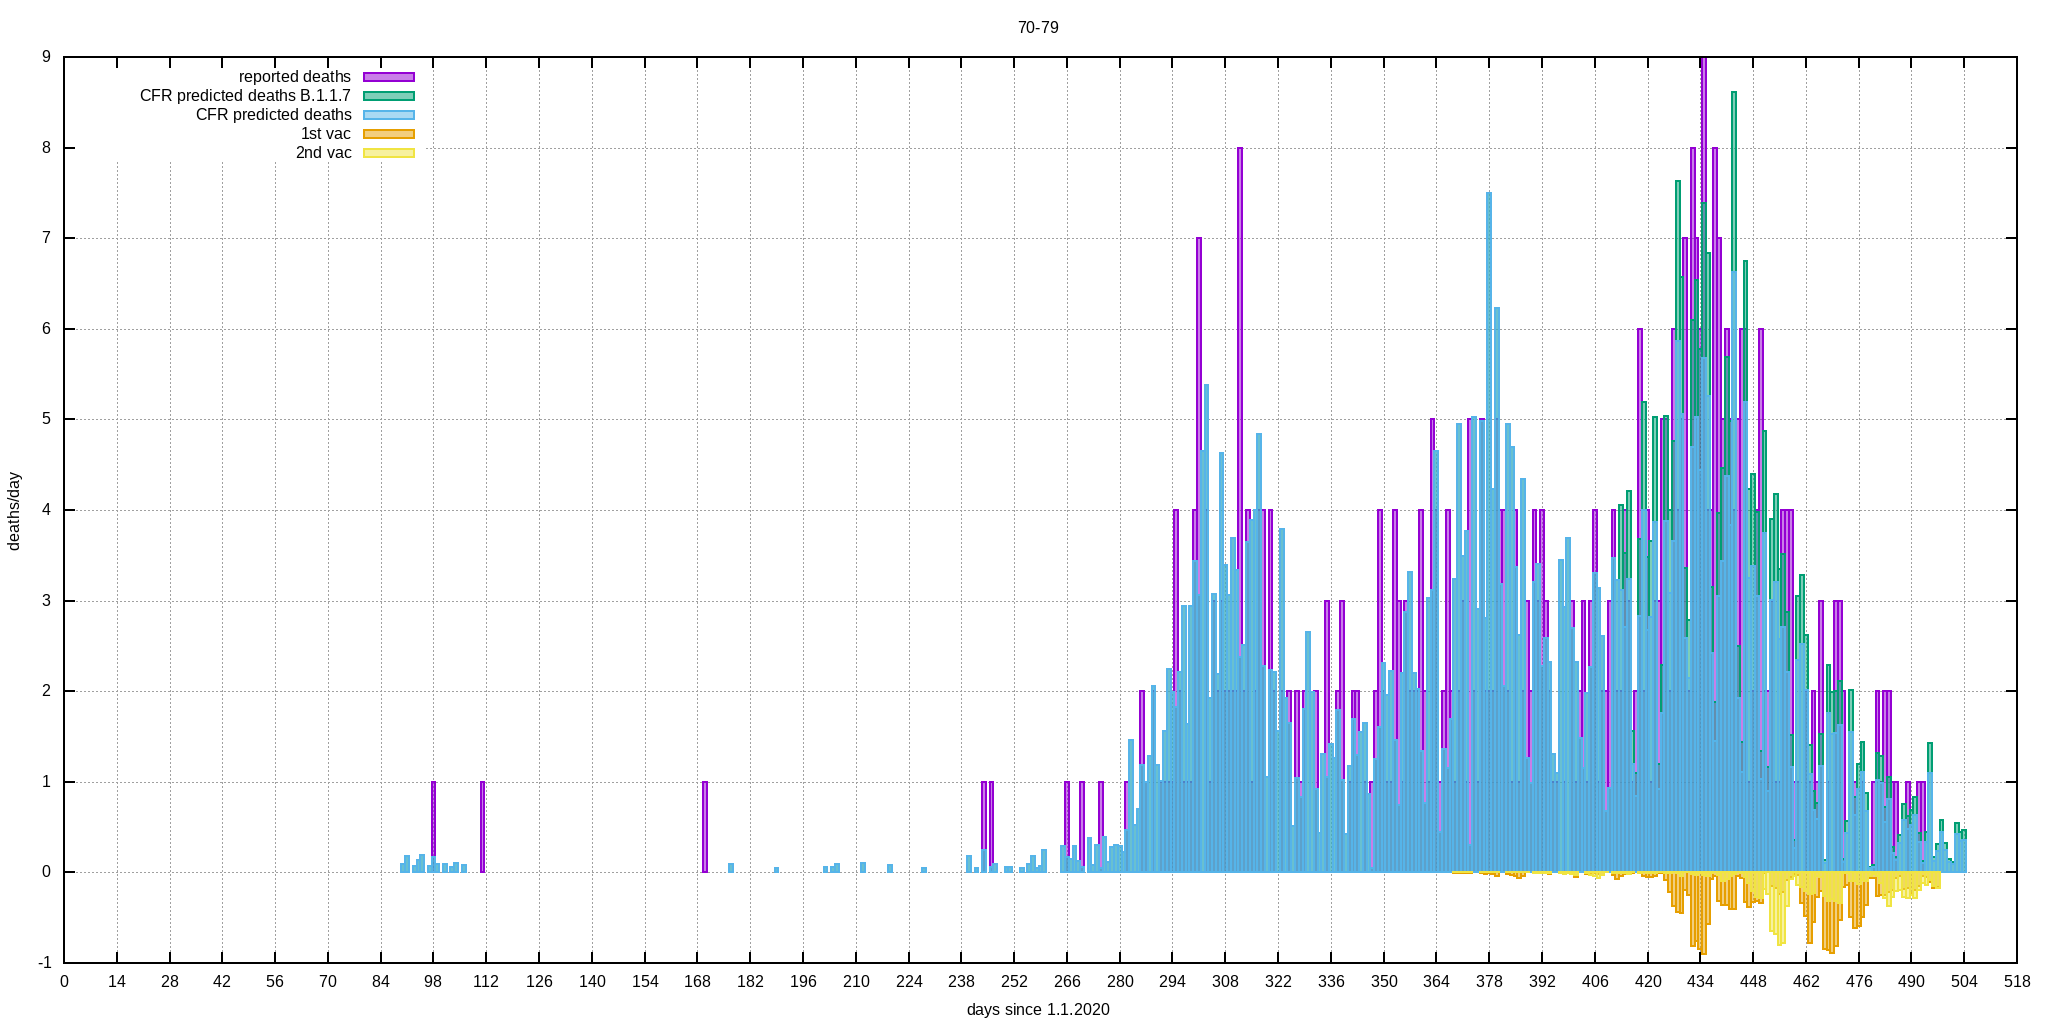 70-79
9
8
7
6
5
4
3
2
1
0
-1
deaths/day
reported deaths
CFR predicted deaths B.1.1.7
CFR predicted deaths
1st vac
2nd vac
0 14 28 42 56 70 84 98 112 126 140 154 168 182 196 210 224 238 252 266 280 294 308 322 336 350 364 378 392 406 420 434 448 462 476 490 504 518
days since 1.1.2020